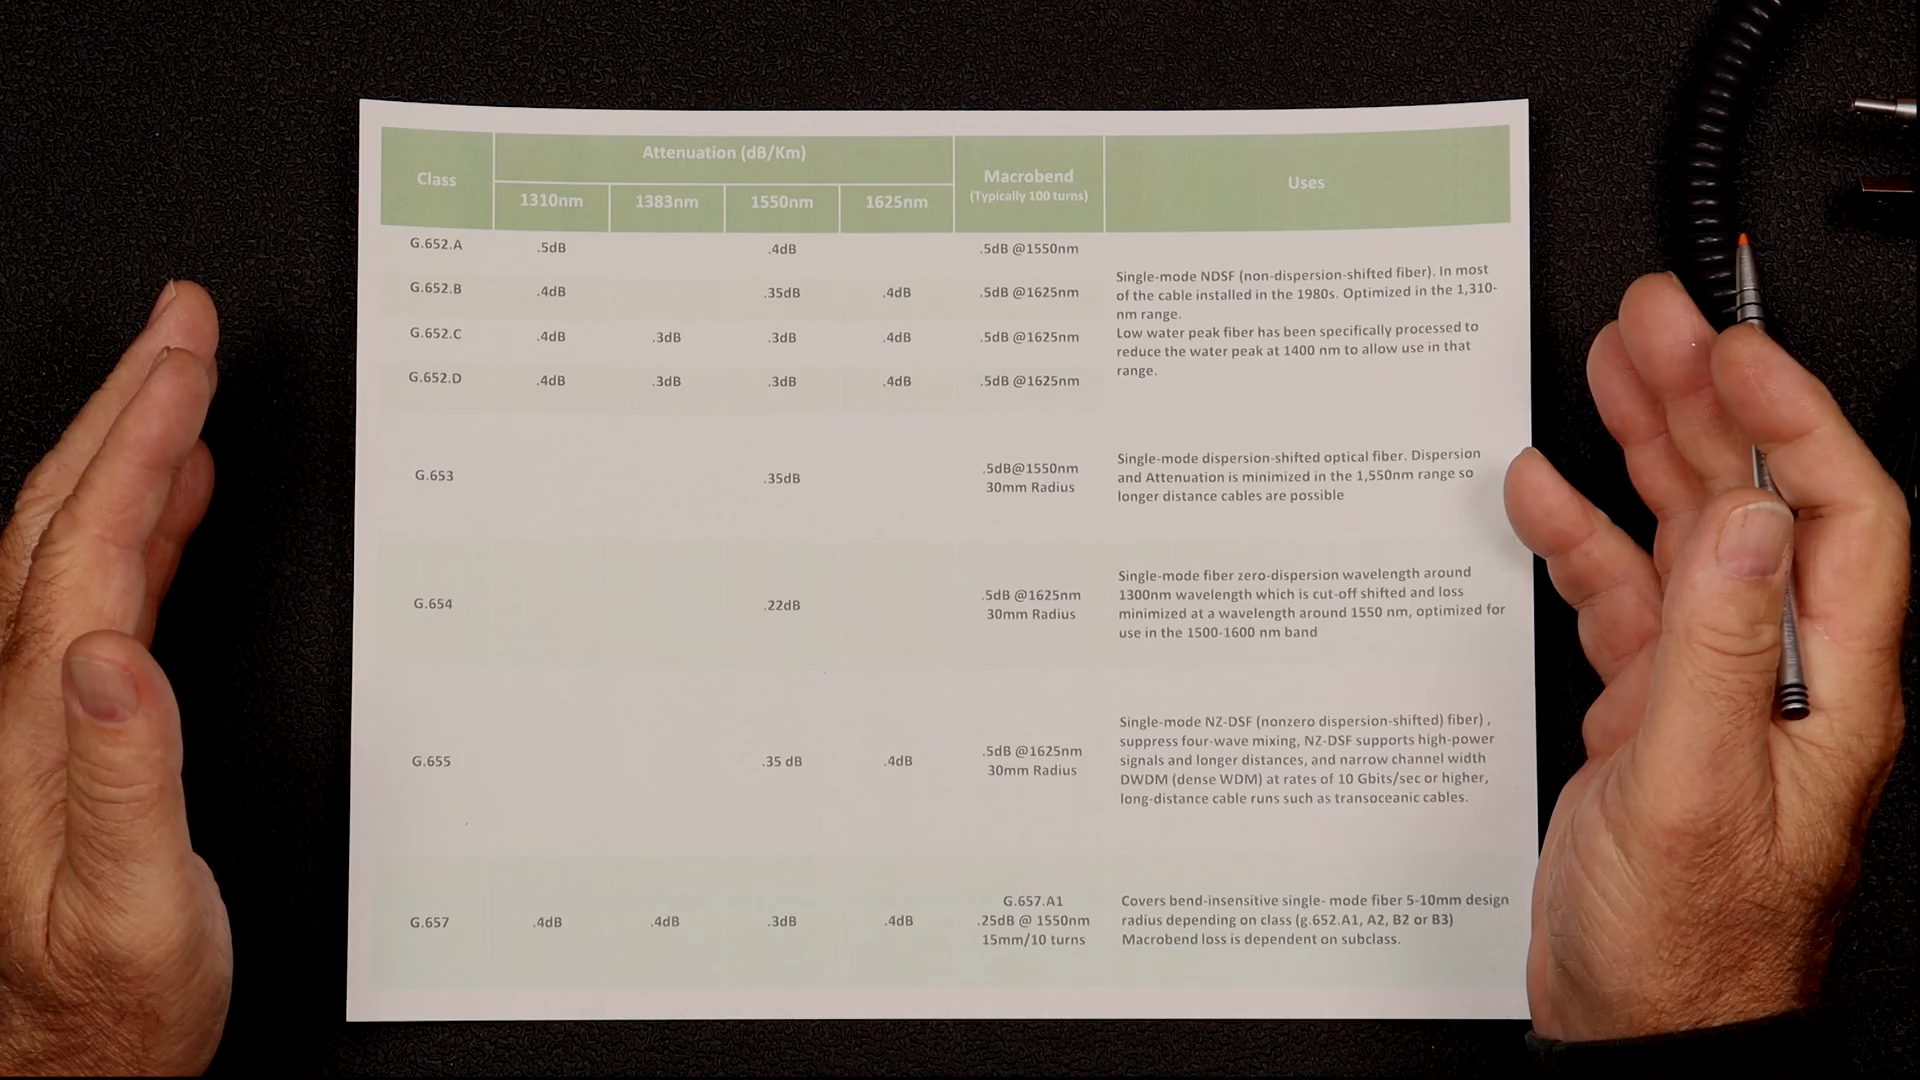 Class
Attenuation (dB/Km)
1310nm 1383nm 1550nm 1625nm
Macrobend
(Typically 100 turns)
Uses
G.652.A .5dB .4dB .5dB @1550nm
G.652.B .4dB .35dB .4dB .5dB @1625nm
G.652.C .4dB .3dB .3dB .4dB .5dB @1625nm
G.652.D .4dB .3dB .3dB .4dB .5dB @1625nm
Single-mode NDSF (non-dispersion-shifted fiber). In most
of the cable installed in the 1980s. Optimized in the 1,310-
nm range.
Low water peak fiber has been specifically processed to
reduce the water peak at 1400 nm to allow use in that
range.
G.653 .35dB
.5dB@1550nm
30mm Radius
Single-mode dispersion-shifted optical fiber. Dispersion
and Attenuation is minimized in the 1,550nm range so
longer distance cables are possible
G.654 .22dB
.5dB @1625nm
30mm Radius
Single-mode fiber zero-dispersion wavelength around
1300nm wavelength which is cut-off shifted and loss
minimized at a wavelength around 1550 nm, optimized for
use in the 1500-1600 nm band
G.655 .35 dB .4dB
.5dB @1625nm
30mm Radius
Single-mode NZ-DSF (nonzero dispersion-shifted) fiber) ,
suppress four-wave mixing, NZ-DSF supports high-power
signals and longer distances, and narrow channel width
DWDM (dense WDM) at rates of 10 Gbits/sec or higher,
long-distance cable runs such as transoceanic cables.
G.657 .4dB .4dB .3dB .4dB
G.657.A1
.25dB @ 1550nm
15mm/10 turns
Covers bend-insensitive single- mode fiber 5-10mm design
radius depending on class (g.652.A1, A2, B2 or B3)
Macrobend loss is dependent on subclass.